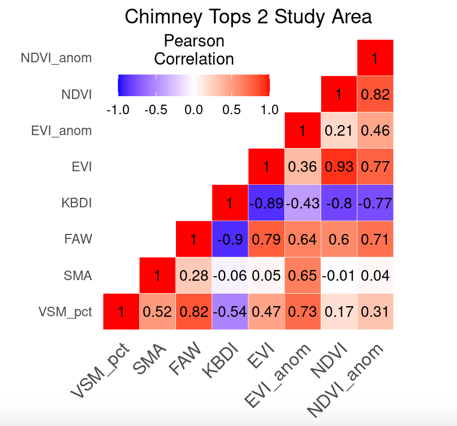 Chimney Tops 2 Study Area
Pearson
Correlation
-1.0 -0.5 0.0 0.5 1.0
NDVI_anom 1
NDVI 1 0.82
EVI_anom 1 0.21 0.46
EVI 1 0.36 0.93 0.77
KBDI 1 -0.89 -0.43 -0.8 -0.77
FAW 1 -0.9 0.79 0.64 0.6 0.71
SMA 1 0.28 -0.06 0.05 0.65 -0.01 0.04
VSM_pct 1 0.52 0.82 -0.54 0.47 0.73 0.17 0.31
VSM_pct SMA FAW KBDI EVI EVI_anom NDVI NDVI_anom